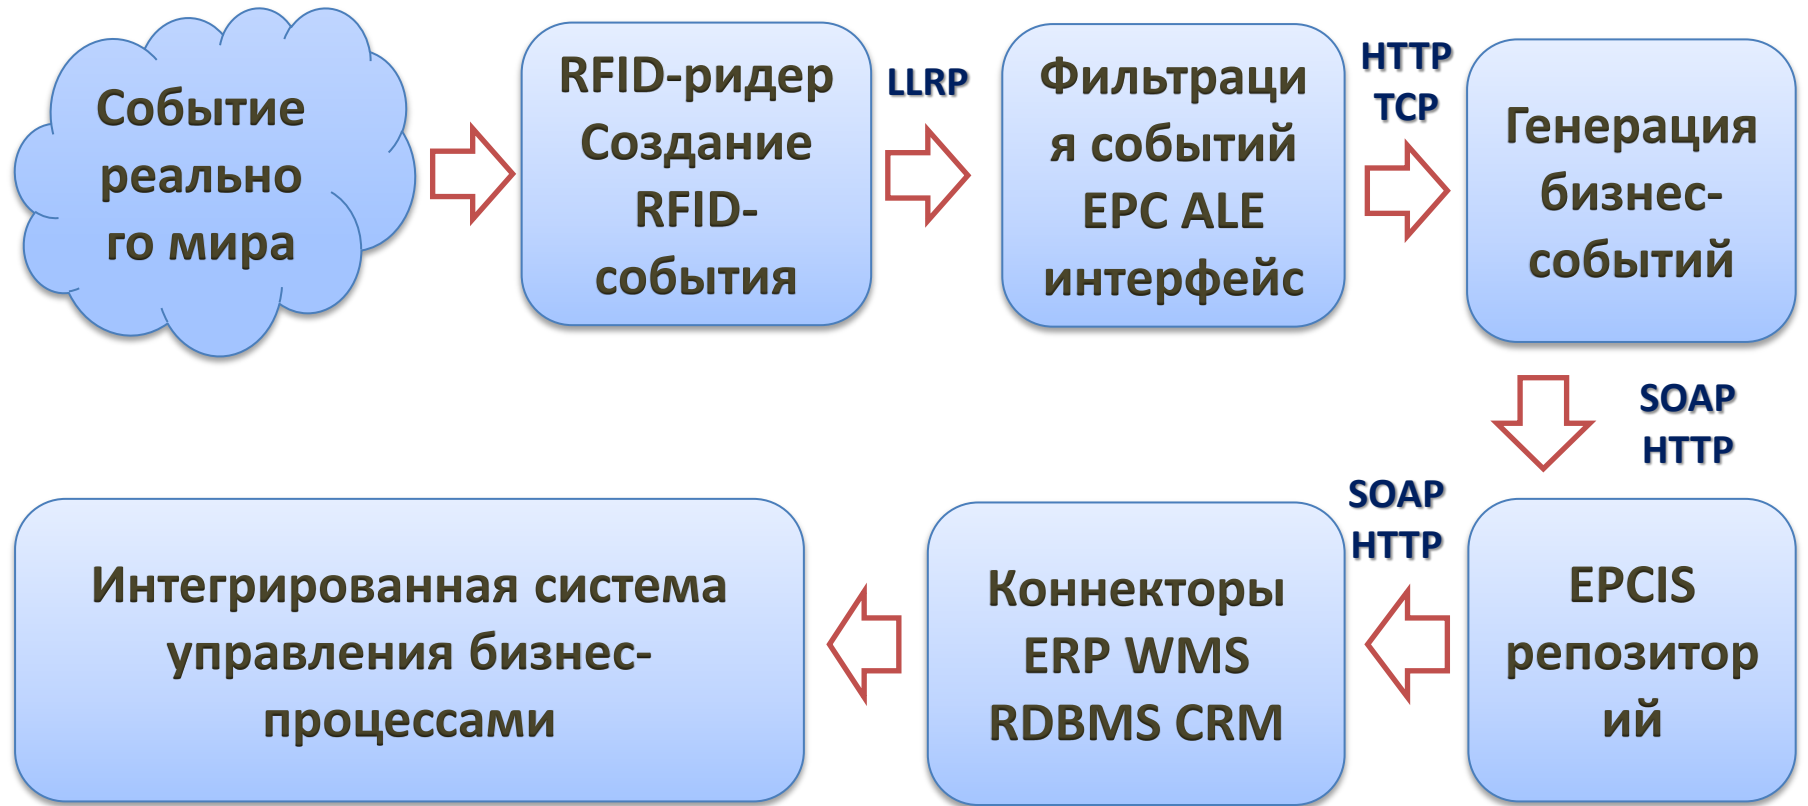 Событие
реально
го мира
RFID-ридер
Создание
RFID-
события
LLRP
Фильтраци
я событий
EPC ALE
интерфейс
HTTP
TCP
Генерация
бизнес-
событий
SOAP
HTTP
EPCIS
репозитор
ий
SOAP
HTTP
Коннекторы
ERP WMS
RDBMS CRM
Интегрированная система
управления бизнес-
процессами